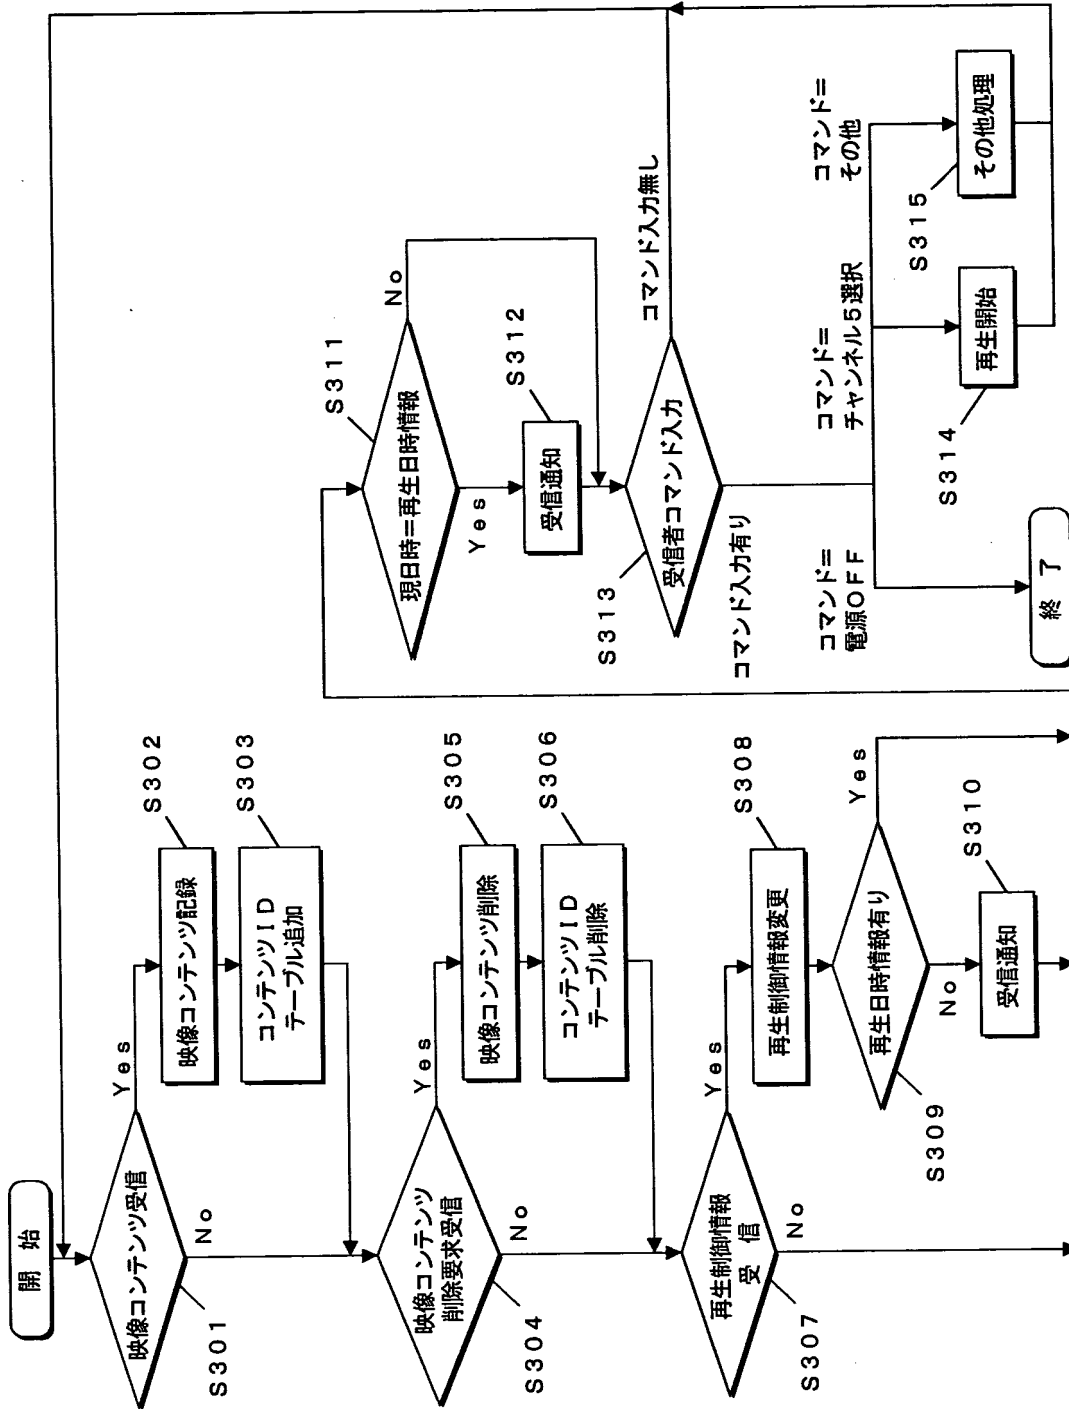 開 始
映像コンテンツ受信
S301
Yes
No
映像コンテンツ記録
S302
コンテンツID
テーブル追加
S303
映像コンテンツ
削除要求受信
S304
Yes
No
映像コンテンツ削除
S305
コンテンツID
テーブル削除
S306
再生制御情報
受 信
S307
Yes
No
再生制御情報変更
S308
再生日時情報有り
S309
Yes
No
受信通知
S310
現日時=再生日時情報
S311
No
Yes
受信通知
S312
受信者コマンド入力
S313
コマンド入力無し
コマンド入力有り
コマンド=
電源OFF
コマンド=
チャンネル5選択
コマンド=
その他
終 了
再生開始
S314
その他処理
S315